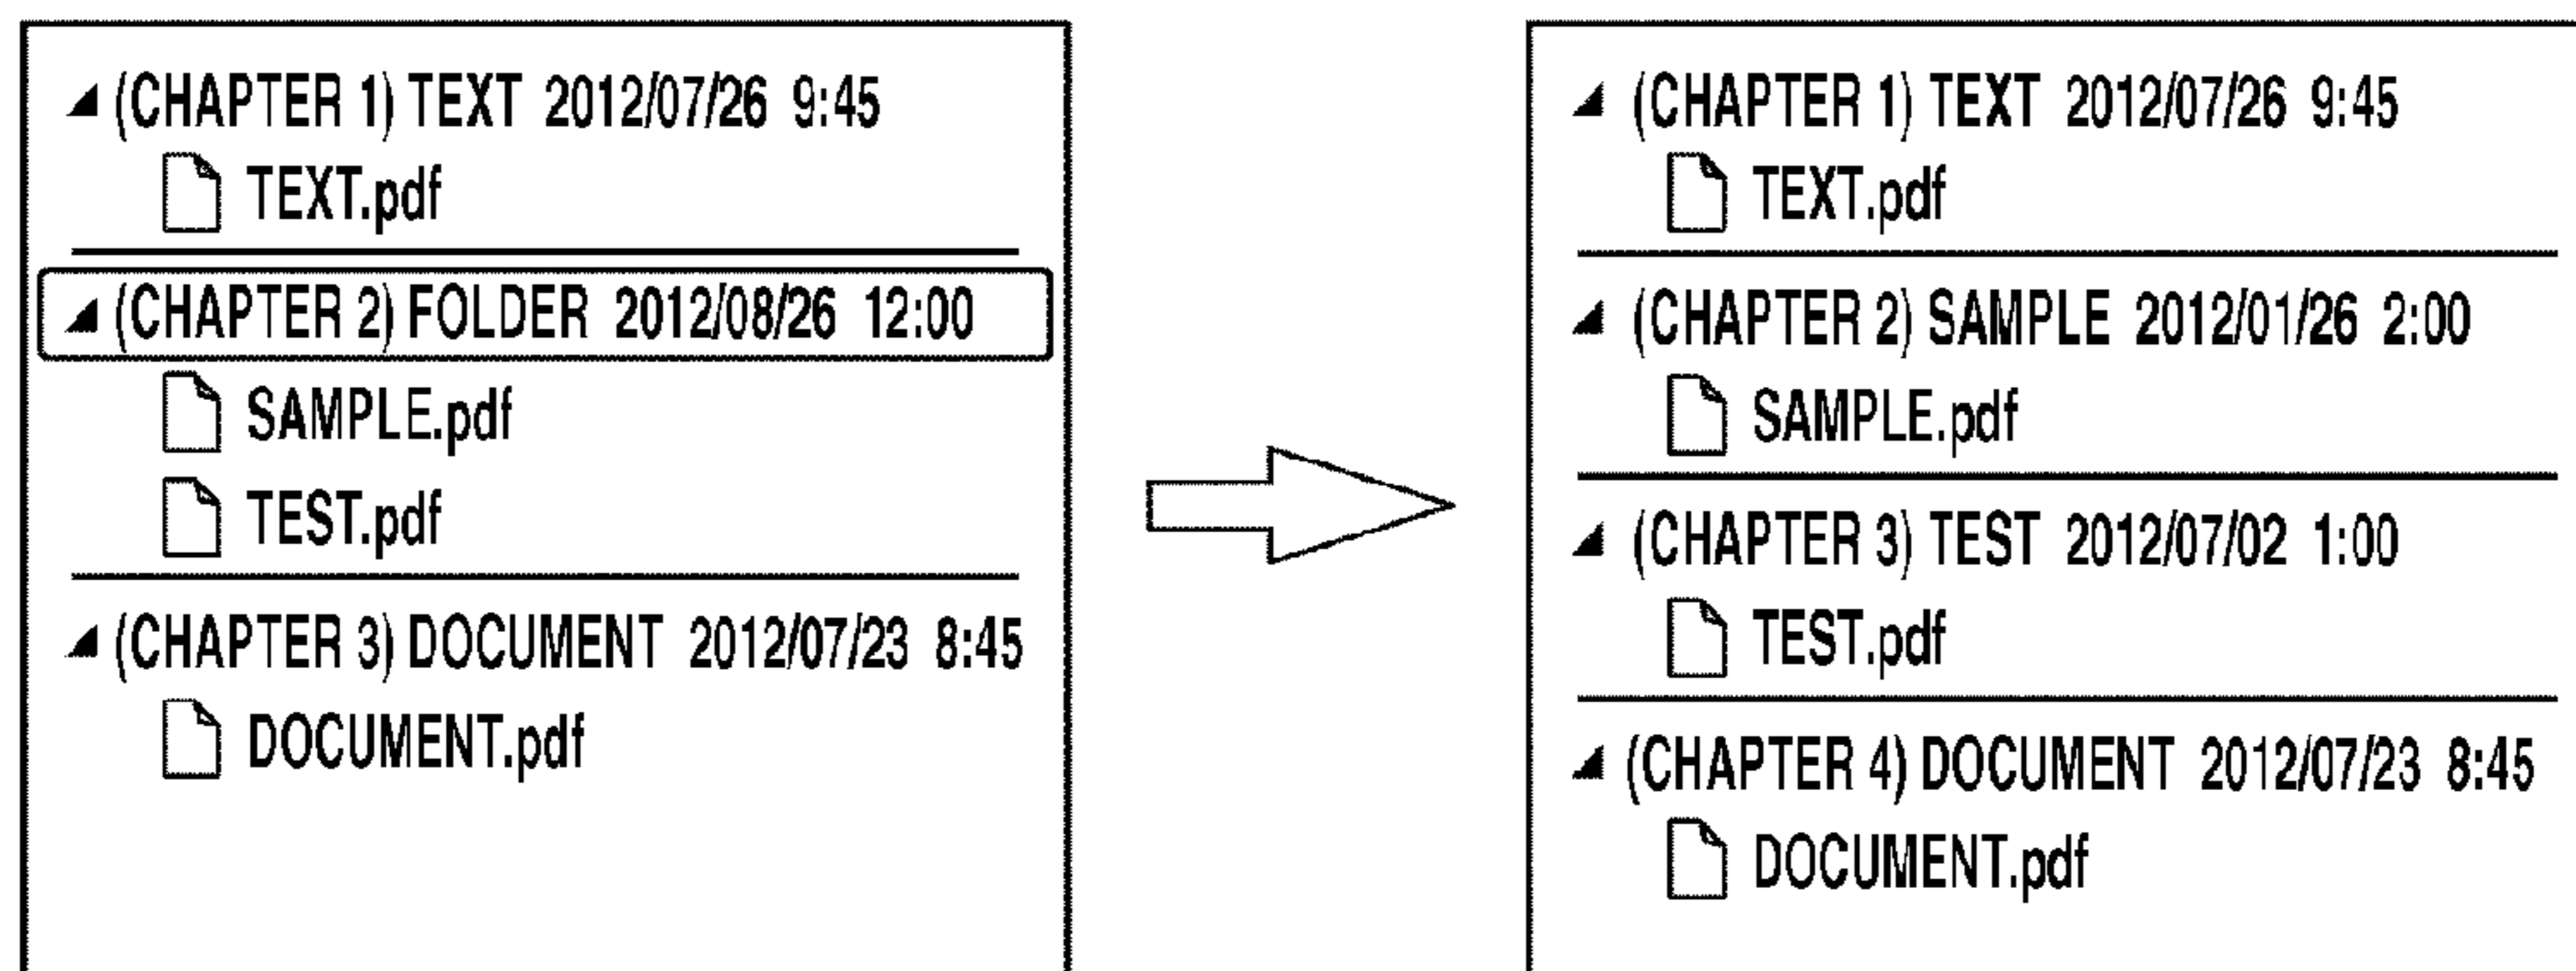 (CHAPTER 1) TEXT 2012/07/26 9:45
TEXT.pdf
(CHAPTER 2) FOLDER 2012/08/26 12:00
SAMPLE.pdf
TEST.pdf
(CHAPTER 3) DOCUMENT 2012/07/23 8:45
DOCUMENT.pdf
(CHAPTER 1) TEXT 2012/07/26 9:45
TEXT.pdf
(CHAPTER 2) SAMPLE 2012/01/26 2:00
SAMPLE.pdf
(CHAPTER 3) TEST 2012/07/02 1:00
TEST.pdf
(CHAPTER 4) DOCUMENT 2012/07/23 8:45
DOCUMENT.pdf